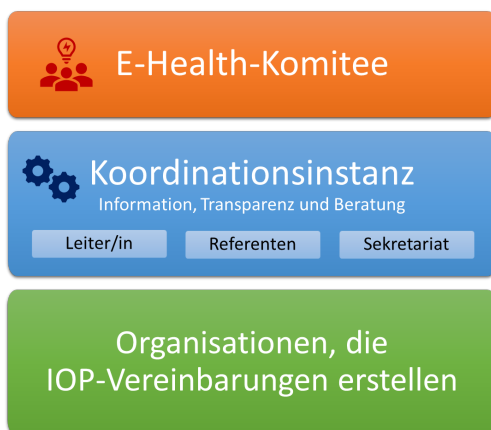 E-Health-Komitee
Koordinationsinstanz
Information, Transparenz und Beratung
Leiter/in
Referenten
Sekretariat
Organisationen, die
IOP-Vereinbarungen erstellen